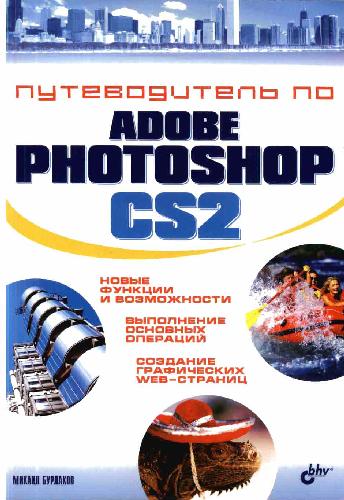 ПУТЕВОДИТЕЛЬ ПО
ADOBE
PHOTOSHOP
CS2
НОВЫЕ
ФУНКЦИИ
И ВОЗМОЖНОСТИ
ВЫПОЛНЕНИЕ
ОСНОВНЫХ
ОПЕРАЦИЙ
СОЗДАНИЕ
ГРАФИЧЕСКИХ
WEB-СТРАНИЦ
МИХАИЛ БУРЛАКОВ
bhv®